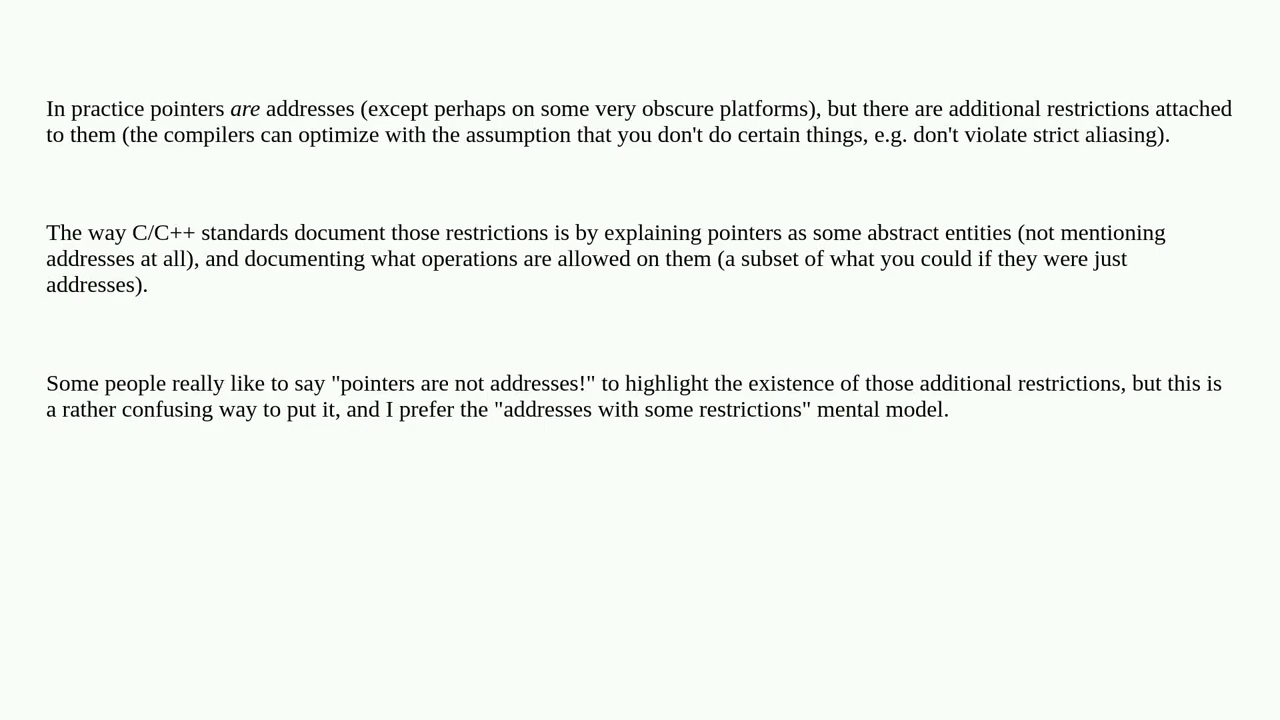 In practice pointers are addresses (except perhaps on some very obscure platforms), but there are additional restrictions attached
to them (the compilers can optimize with the assumption that you don't do certain things, e.g. don't violate strict aliasing).
The way C/C++ standards document those restrictions is by explaining pointers as some abstract entities (not mentioning
addresses at all), and documenting what operations are allowed on them (a subset of what you could if they were just
addresses).
Some people really like to say "pointers are not addresses!" to highlight the existence of those additional restrictions, but this is
a rather confusing way to put it, and I prefer the "addresses with some restrictions" mental model.